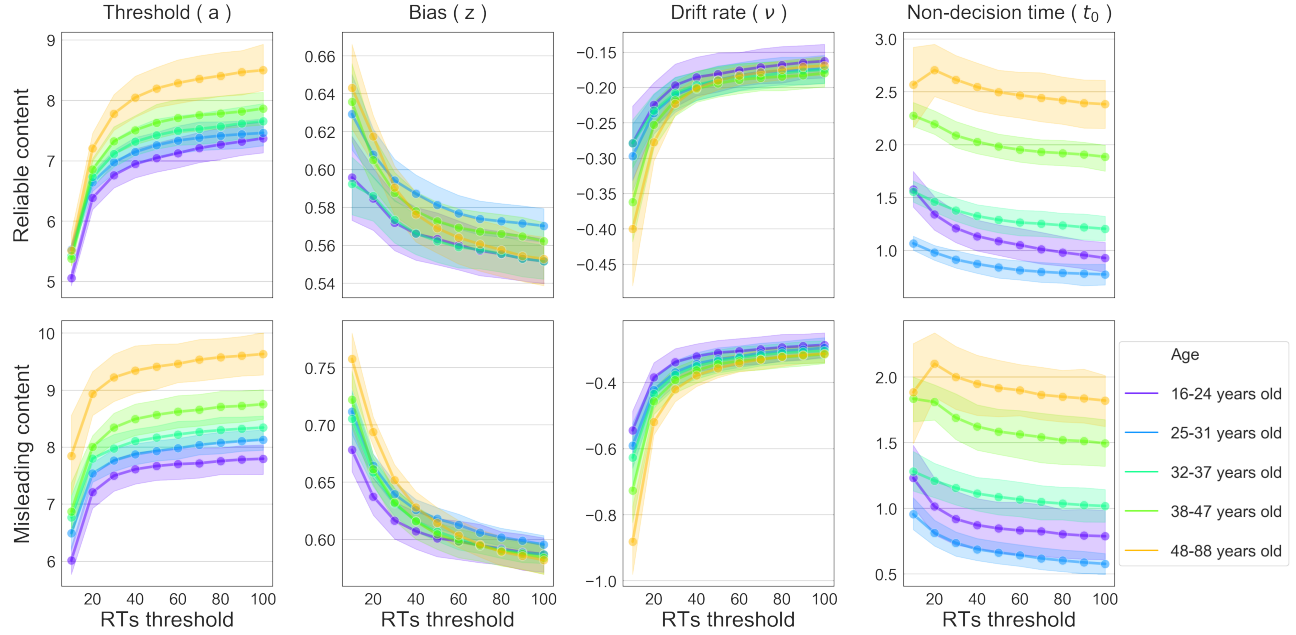 Threshold ( a )
Bias ( z )
Drift rate ( ν )
Non-decision time ( t0 )
Reliable content
9
8
7
6
5
0.66
0.64
0.62
0.60
0.58
0.56
0.54
−0.15
−0.20
−0.25
−0.30
−0.35
−0.40
−0.45
3.0
2.5
2.0
1.5
1.0
Misleading content
10
9
8
7
6
0.75
0.70
0.65
0.60
−0.4
−0.6
−0.8
−1.0
2.0
1.5
1.0
0.5
20 40 60 80 100
20 40 60 80 100
20 40 60 80 100
20 40 60 80 100
RTs threshold
RTs threshold
RTs threshold
RTs threshold
Age
16-24 years old
25-31 years old
32-37 years old
38-47 years old
48-88 years old